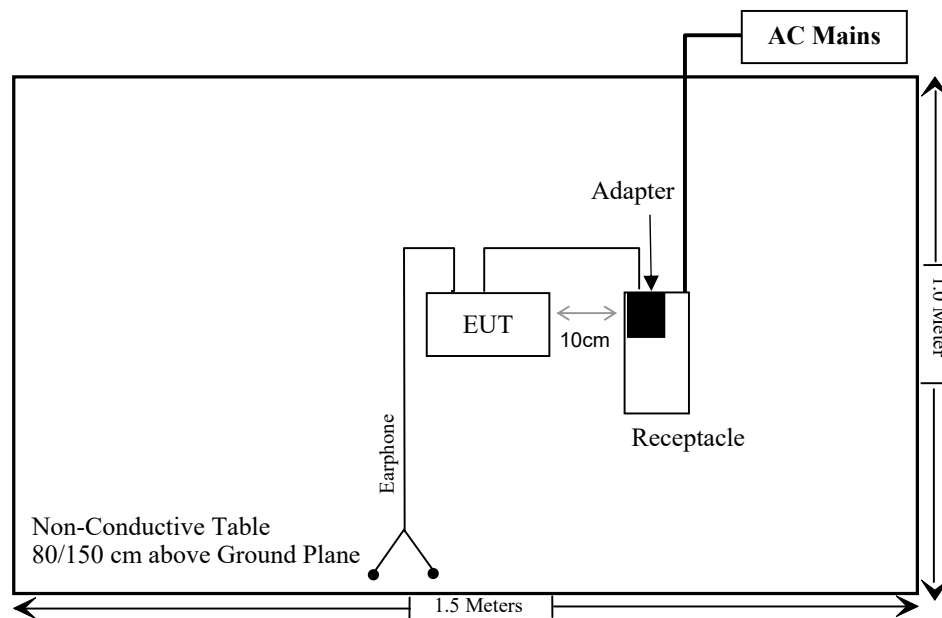 AC Mains
Adapter
EUT
10cm
1.0 Meter
Receptacle
Earphone
Non-Conductive Table
80/150 cm above Ground Plane
1.5 Meters